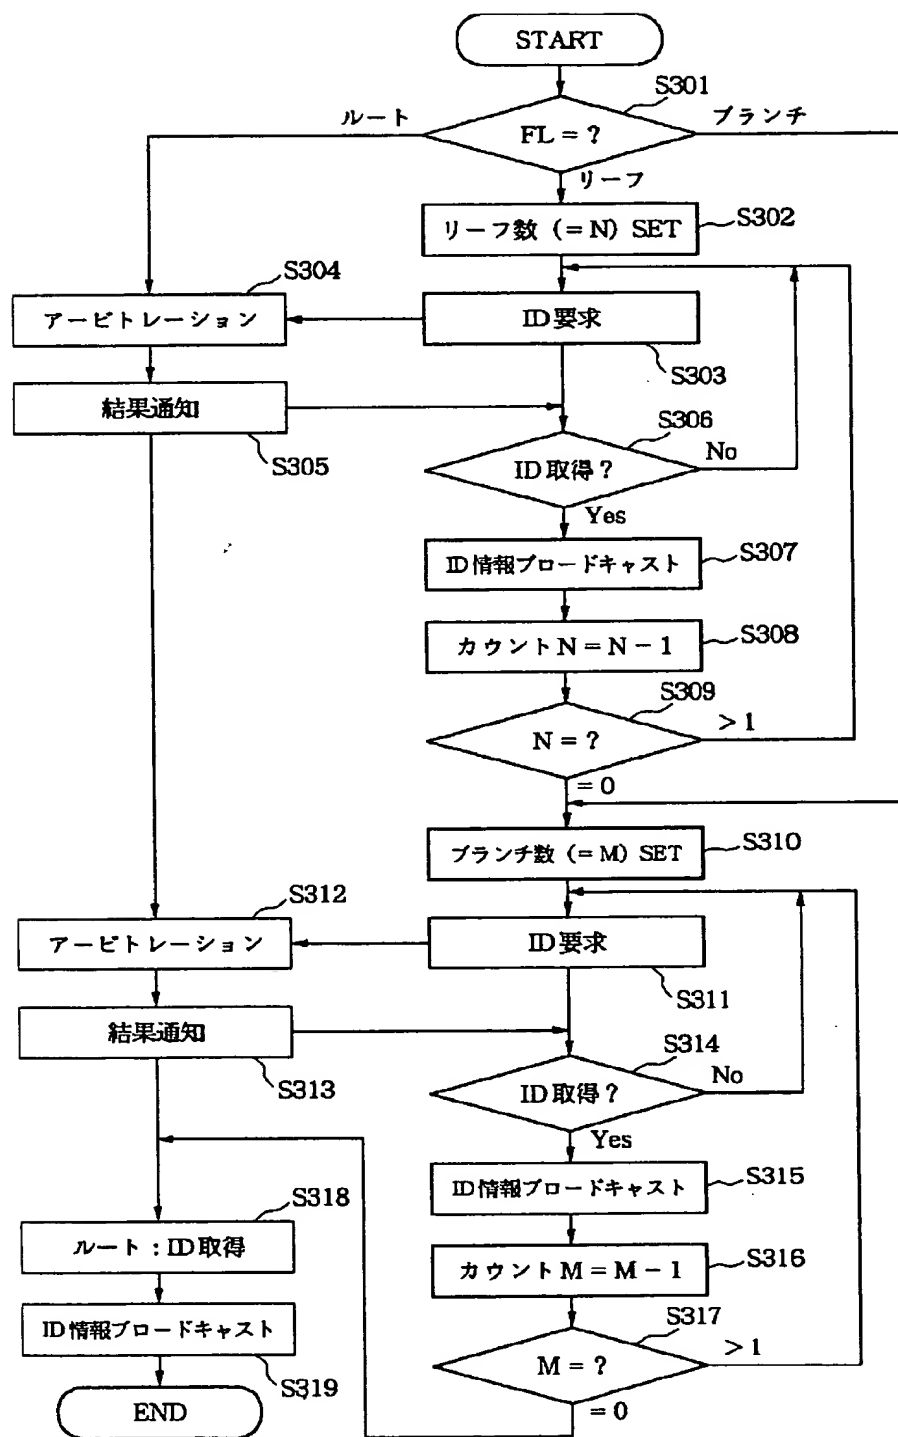 START
S301
ルート
FL = ?
ブランチ
リーフ
リーフ数 (= N) SET
S302
S304
アービトレーション
ID要求
S303
結果通知
S305
S306
ID取得?
No
Yes
ID情報ブロードキャスト
S307
カウントN = N − 1
S308
S309
N = ?
> 1
= 0
ブランチ数 (= M) SET
S310
S312
アービトレーション
ID要求
S311
結果通知
S313
S314
ID取得?
No
Yes
ID情報ブロードキャスト
S315
S318
ルート : ID取得
カウントM = M − 1
S316
ID情報ブロードキャスト
S319
S317
M = ?
> 1
= 0
END